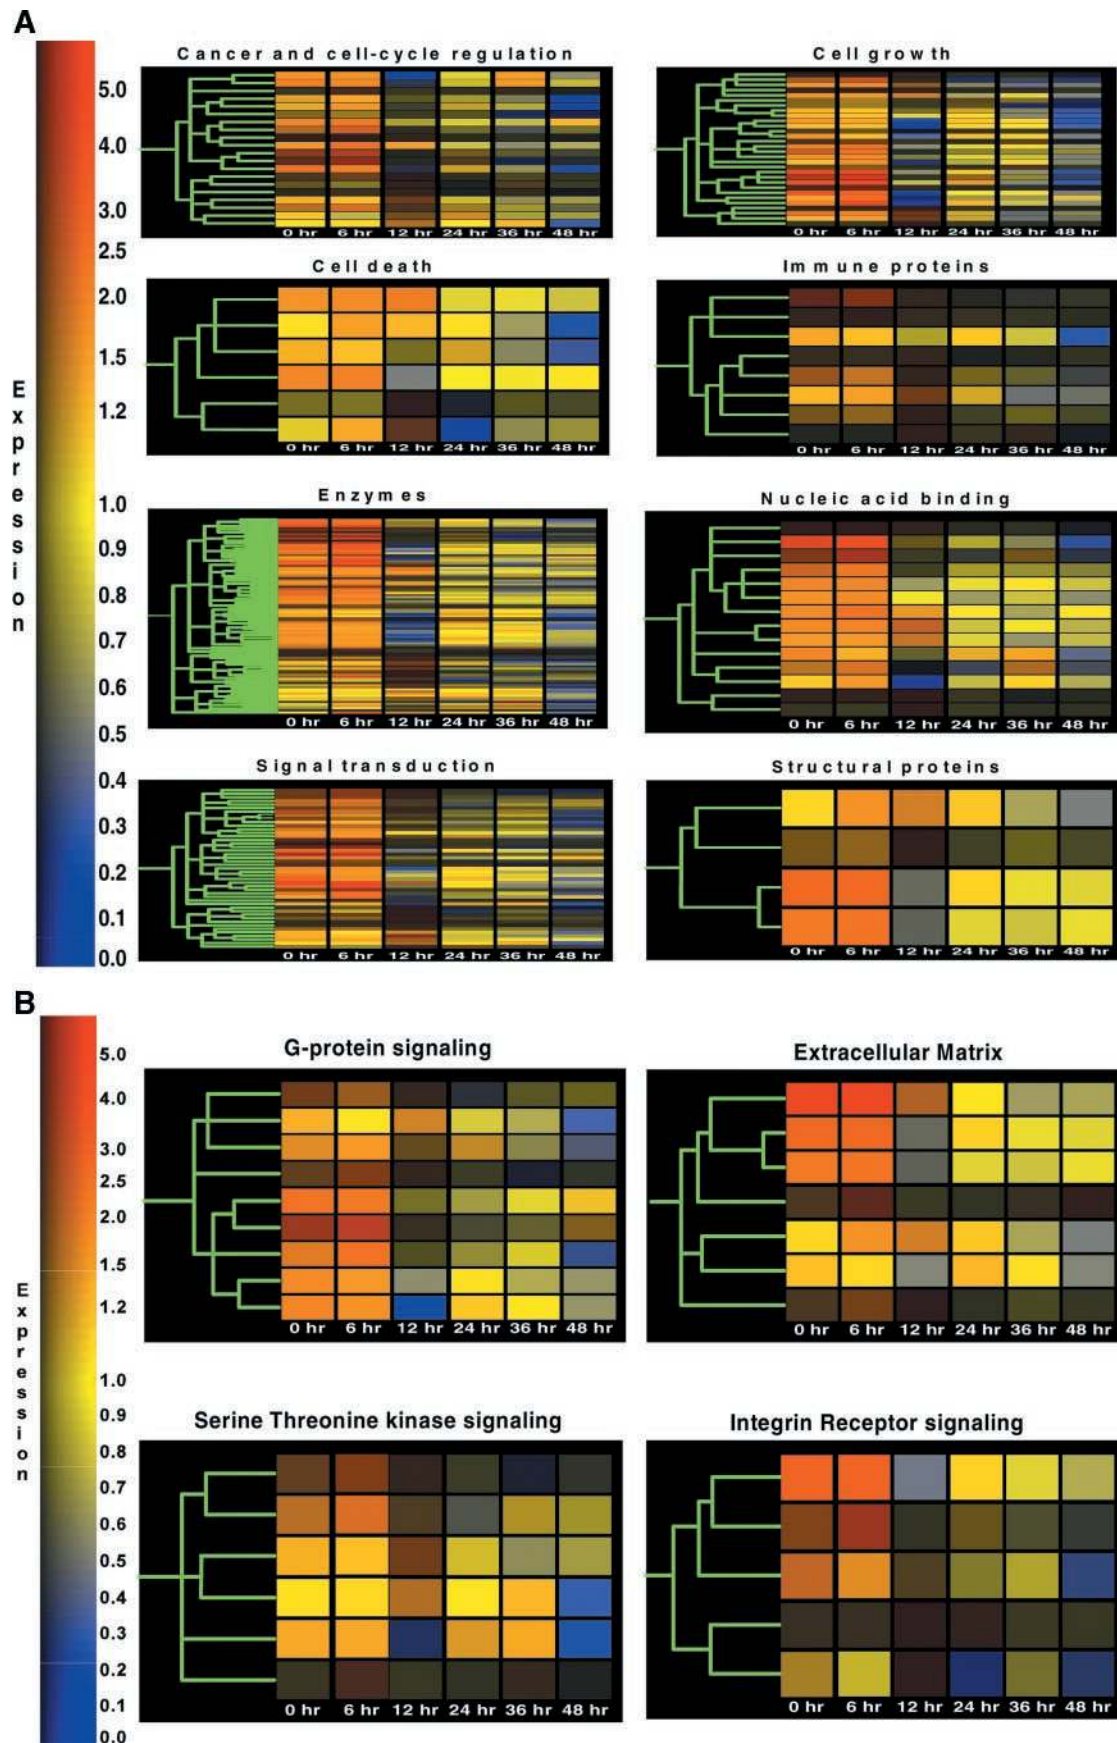 A
Expression
5.0
4.0
3.0
2.5
2.0
1.5
1.2
1.0
0.9
0.8
0.7
0.6
0.5
0.4
0.3
0.2
0.1
0.0
Cancer and cell-cycle regulation
0 hr 6 hr 12 hr 24 hr 36 hr 48 hr
Cell growth
0 hr 6 hr 12 hr 24 hr 36 hr 48 hr
Cell death
0 hr 6 hr 12 hr 24 hr 36 hr 48 hr
Immune proteins
0 hr 6 hr 12 hr 24 hr 36 hr 48 hr
Enzymes
0 hr 6 hr 12 hr 24 hr 36 hr 48 hr
Nucleic acid binding
0 hr 6 hr 12 hr 24 hr 36 hr 48 hr
Signal transduction
0 hr 6 hr 12 hr 24 hr 36 hr 48 hr
Structural proteins
0 hr 6 hr 12 hr 24 hr 36 hr 48 hr
B
Expression
5.0
4.0
3.0
2.5
2.0
1.5
1.2
1.0
0.9
0.8
0.7
0.6
0.5
0.4
0.3
0.2
0.1
0.0
G-protein signaling
0 hr 6 hr 12 hr 24 hr 36 hr 48 hr
Extracellular Matrix
0 hr 6 hr 12 hr 24 hr 36 hr 48 hr
Serine Threonine kinase signaling
0 hr 6 hr 12 hr 24 hr 36 hr 48 hr
Integrin Receptor signaling
0 hr 6 hr 12 hr 24 hr 36 hr 48 hr